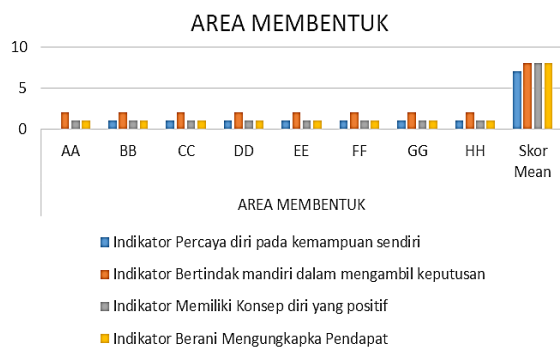 AREA MEMBENTUK
10
5
0
AA BB CC DD EE FF GG HH Skor
Mean
AREA MEMBENTUK
Indikator Percaya diri pada kemampuan sendiri
Indikator Bertindak mandiri dalam mengambil keputusan
Indikator Memiliki Konsep diri yang positif
Indikator Berani Mengungkapka Pendapat